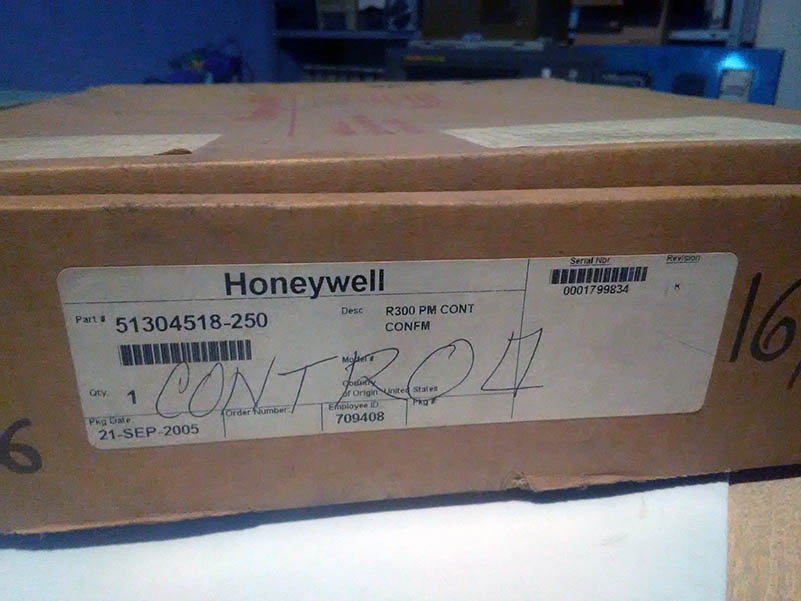 Honeywell
Part # 51304518-250
Desc R300 PM CONT
CONFM
Serial Nbr
0001799834
Revision
K
Model #
Qty. 1
Country
of Origin United States
CONTROL
Pkg Date
21-SEP-2005
Order Number:
Employee ID
709408
Pkg #
16
6